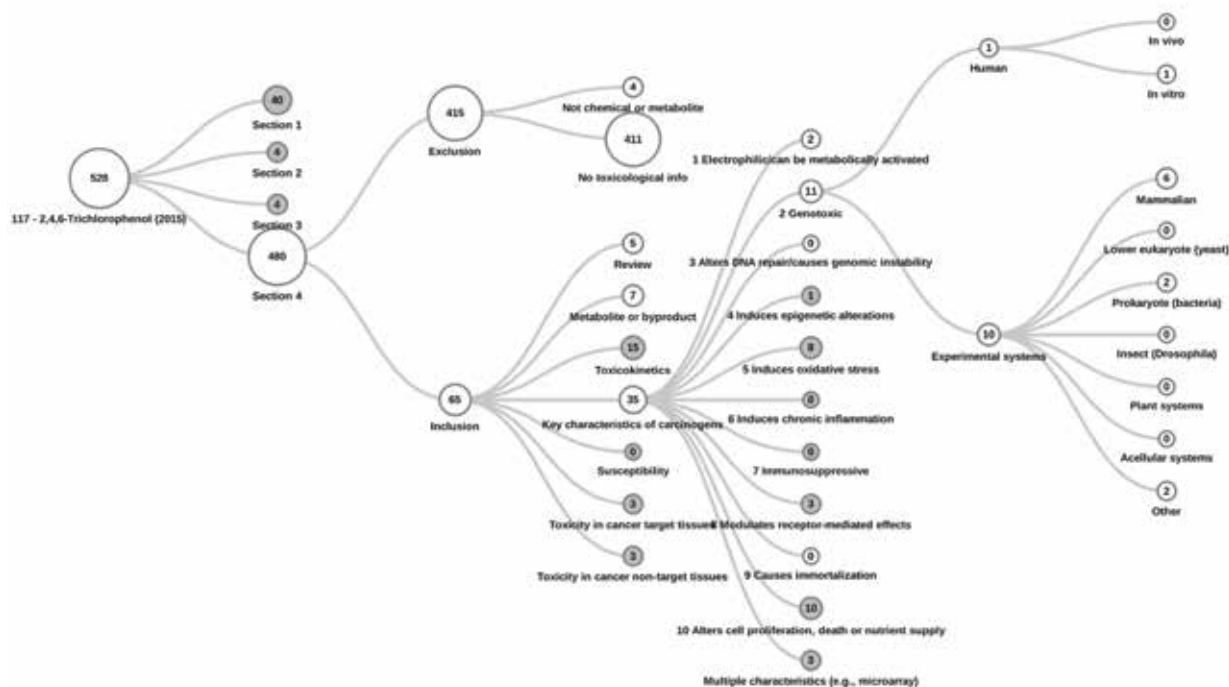 528
117 - 2,4,6-Trichlorophenol (2015)
40
Section 1
4
Section 2
4
Section 3
480
Section 4
415
Exclusion
4
Not chemical or metabolite
411
No toxicological info
65
Inclusion
5
Review
7
Metabolite or byproduct
15
Toxicokinetics
35
Key characteristics of carcinogens
0
Susceptibility
3
Toxicity in cancer target tissues
3
Toxicity in cancer non-target tissues
2
1 Electrophilic/can be metabolically activated
11
2 Genotoxic
0
3 Alters DNA repair/causes genomic instability
1
4 Induces epigenetic alterations
8
5 Induces oxidative stress
0
6 Induces chronic inflammation
0
7 Immunosuppressive
3
8 Modulates receptor-mediated effects
0
9 Causes immortalization
10
10 Alters cell proliferation, death or nutrient supply
3
Multiple characteristics (e.g., microarray)
1
Human
0
In vivo
1
In vitro
10
Experimental systems
6
Mammalian
0
Lower eukaryote (yeast)
2
Prokaryote (bacteria)
0
Insect (Drosophila)
0
Plant systems
0
Acellular systems
2
Other